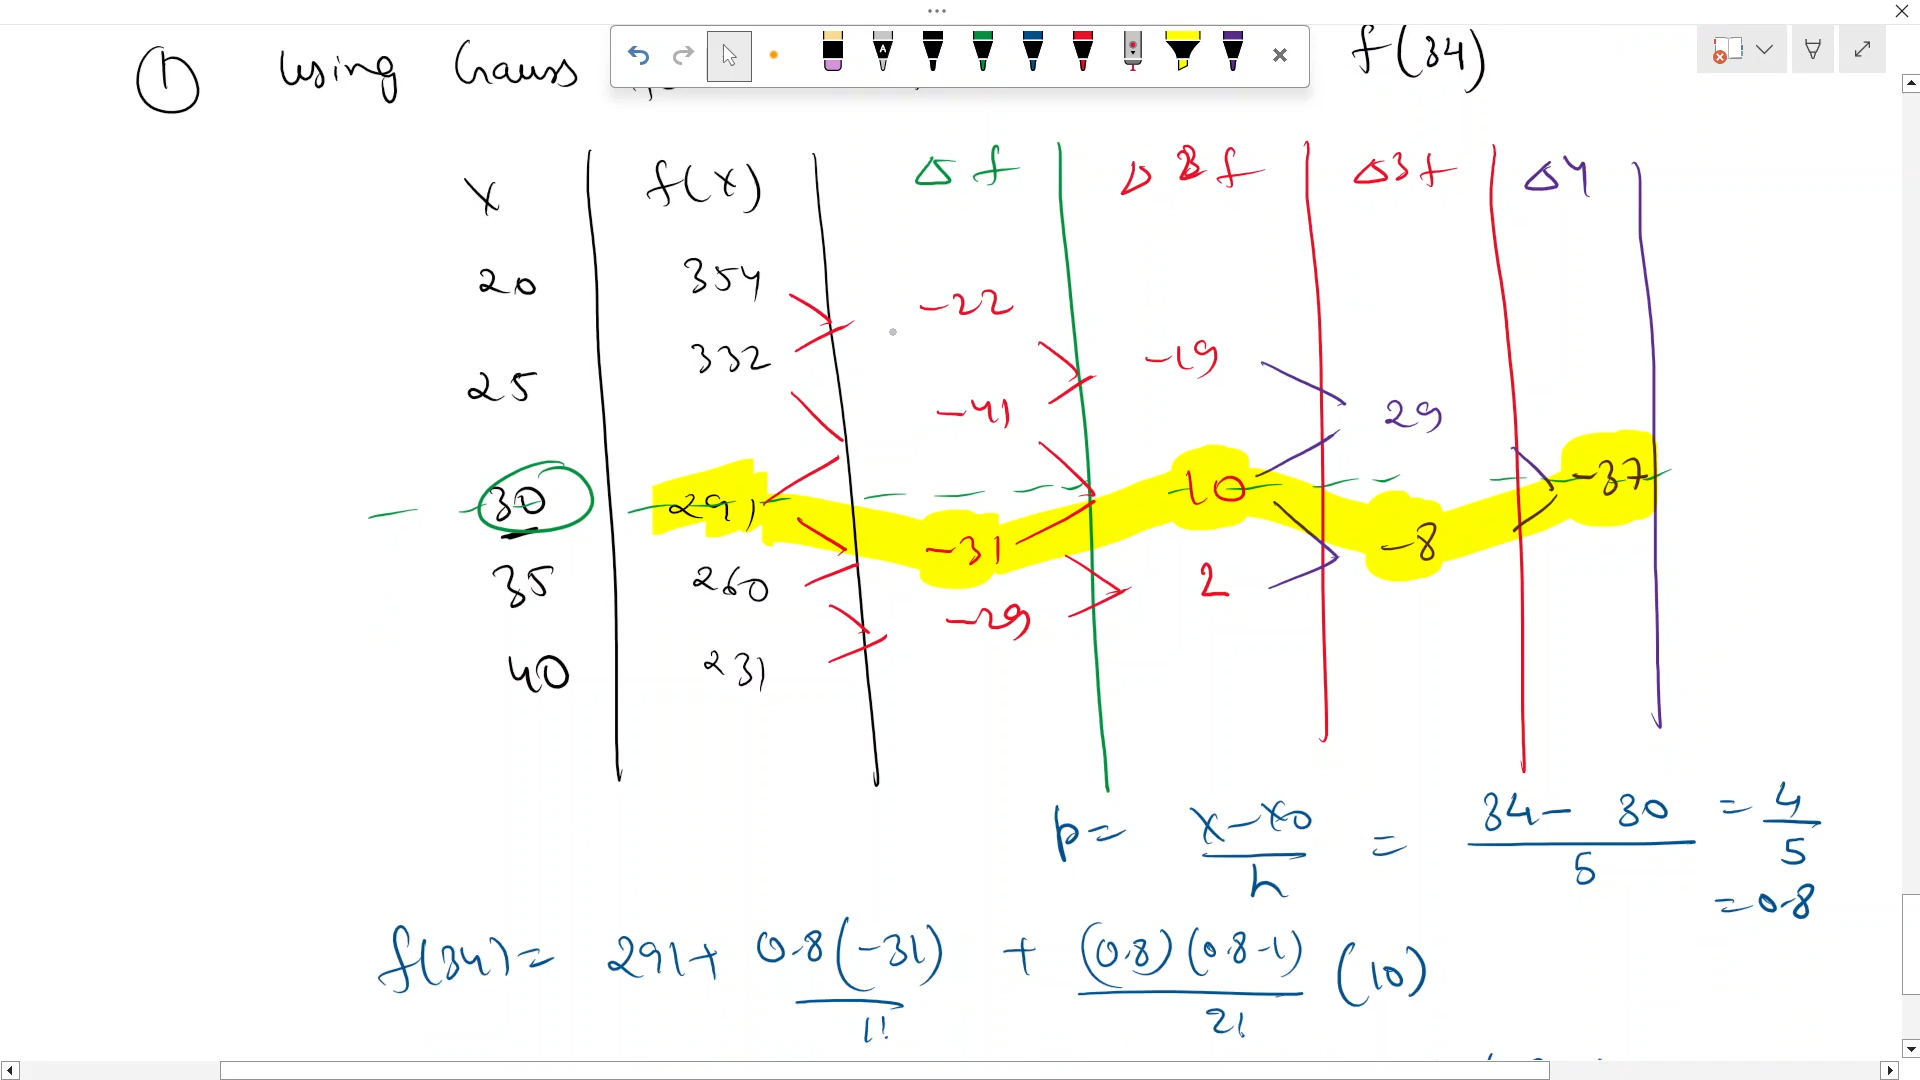 ① Using Gauss f(34)
x f(x) Δf Δ2f Δ3f Δ4
20 354
-22
25 332 -19
-41 29
30 291 10 -37
-31 -8
35 260 2
-29
40 231
p = x-x0 / h = 34-30 / 5 = 4/5
= 0.8
f(34) = 291 + 0.8(-31) / 1! + (0.8)(0.8-1) / 2! (10)